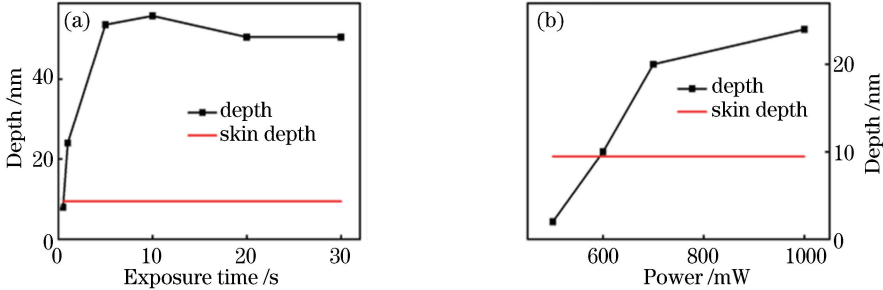 (a)
Depth /nm
40
20
0
depth
skin depth
0 10 20 30
Exposure time /s
(b)
depth
skin depth
20
10
0
Depth /nm
600 800 1000
Power /mW